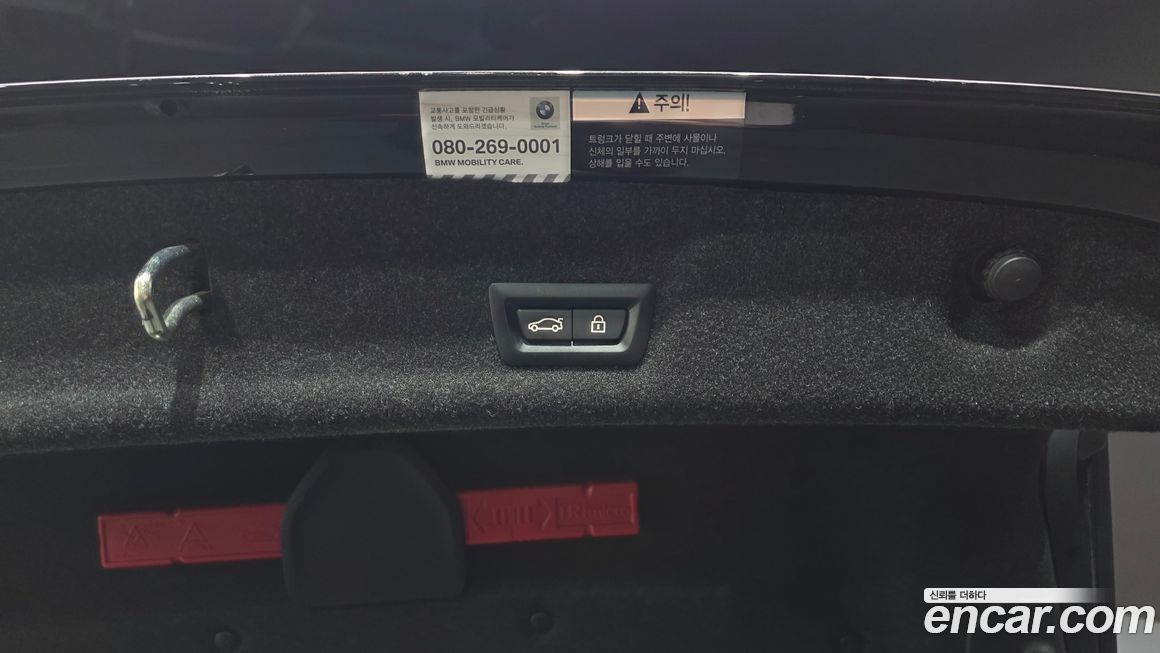 교통사고를 포함한 긴급상황
발생 시, BMW 모빌리티케어가
신속하게 도와드리겠습니다.
080-269-0001
BMW MOBILITY CARE.
주의!
트렁크가 닫힐 때 주변에 사물이나
신체의 일부를 가까이 두지 마십시오.
상해를 입을 수도 있습니다.
신뢰를 더하다
encar.com